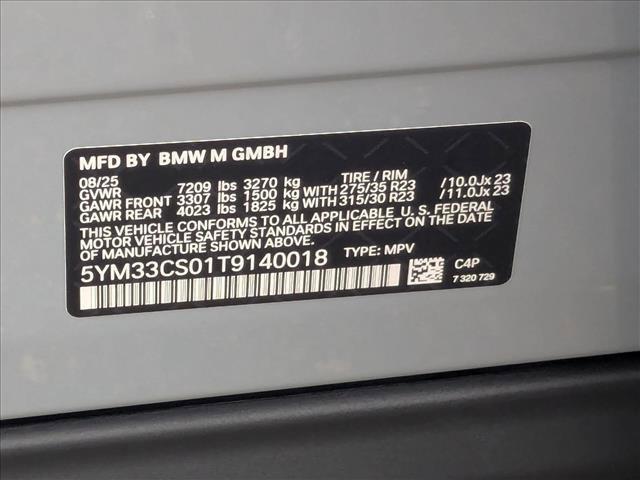 MFD BY BMW M GMBH
08/25 TIRE / RIM
GVWR 7209 lbs 3270 kg
GAWR FRONT 3307 lbs 1500 kg WITH 275/35 R23 /10.0Jx 23
GAWR REAR 4023 lbs 1825 kg WITH 315/30 R23 /11.0Jx 23
THIS VEHICLE CONFORMS TO ALL APPLICABLE U.S. FEDERAL
MOTOR VEHICLE SAFETY STANDARDS IN EFFECT ON THE DATE
OF MANUFACTURE SHOWN ABOVE.
5YM33CS01T9140018 TYPE: MPV
C4P
7 320 729